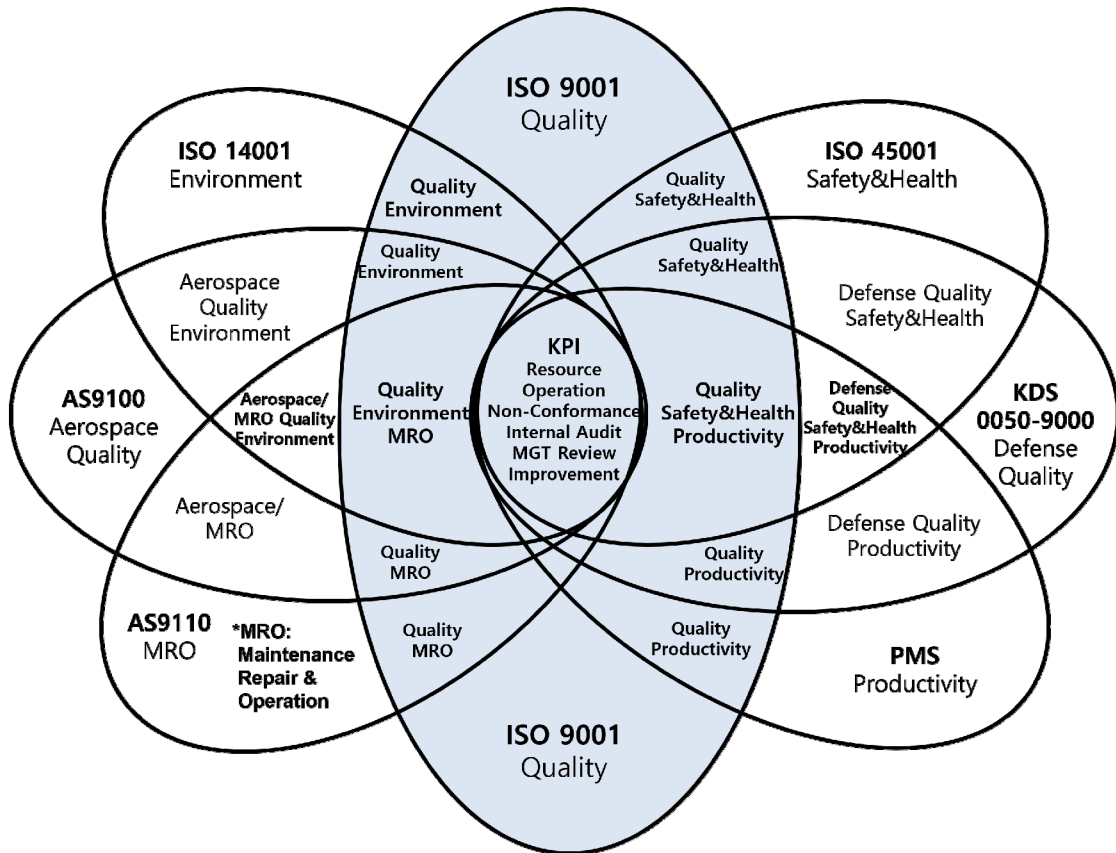 ISO 9001
Quality
ISO 14001
Environment
ISO 45001
Safety&Health
Quality
Environment
Quality
Safety&Health
Quality
Environment
Quality
Safety&Health
Aerospace
Quality
Environment
Defense Quality
Safety&Health
AS9100
Aerospace
Quality
Aerospace/
MRO Quality
Environment
Quality
Environment
MRO
KPI
Resource
Operation
Non-Conformance
Internal Audit
MGT Review
Improvement
Quality
Safety&Health
Productivity
Defense
Quality
Safety&Health
Productivity
KDS
0050-9000
Defense
Quality
Aerospace/
MRO
Defense Quality
Productivity
Quality
MRO
Quality
Productivity
AS9110
MRO
*MRO:
Maintenance
Repair &
Operation
Quality
MRO
Quality
Productivity
PMS
Productivity
ISO 9001
Quality